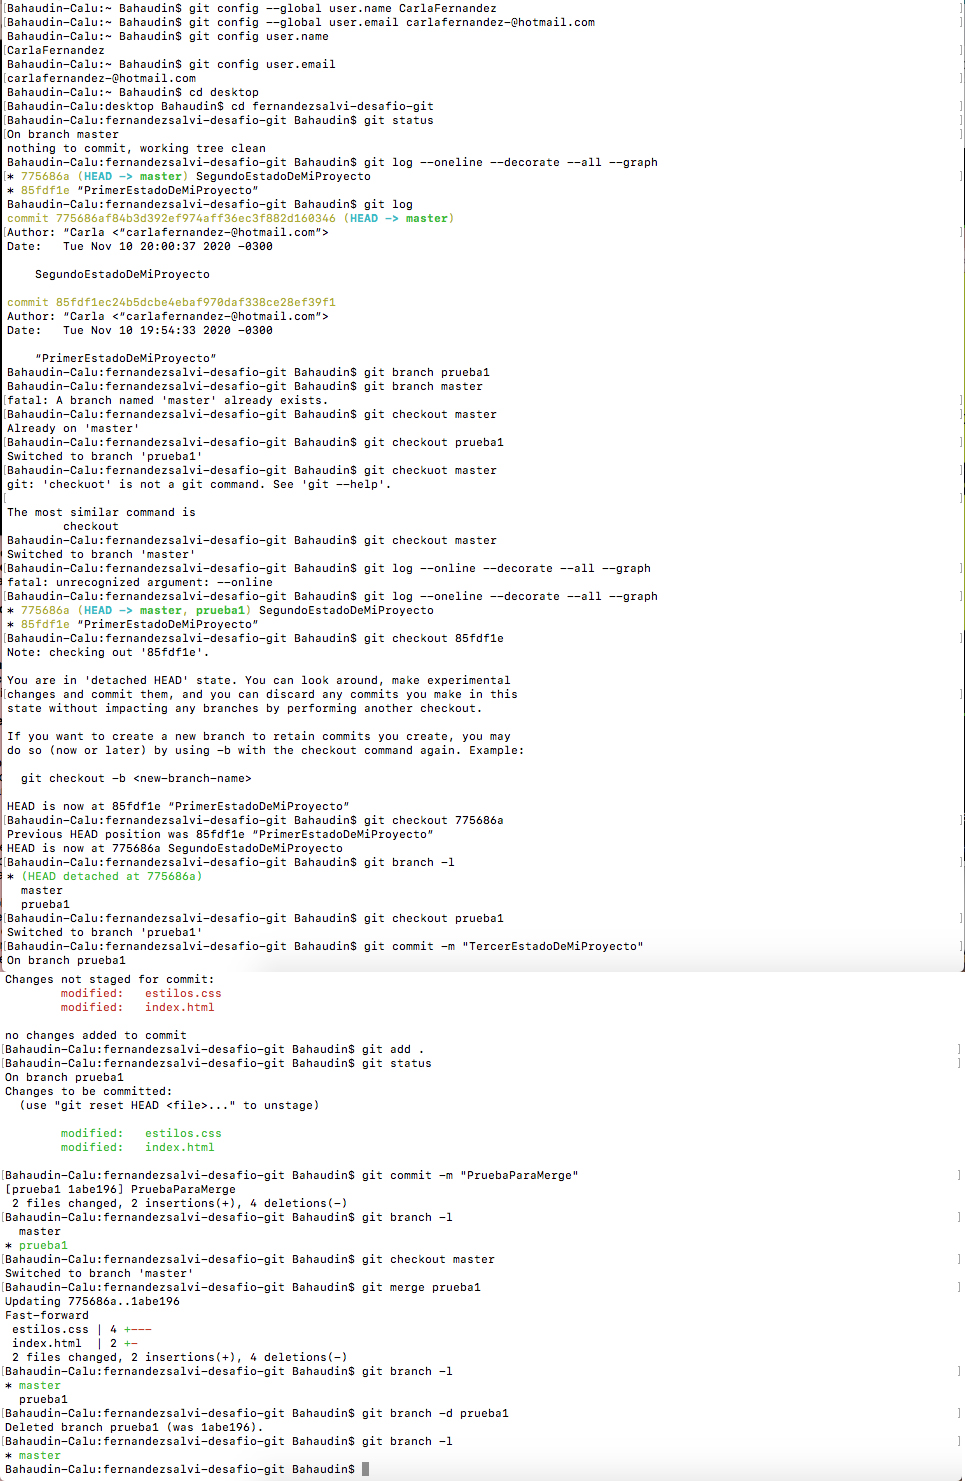 Bahaudin-Calu:~ Bahaudin$ git config --global user.name CarlaFernandez
Bahaudin-Calu:~ Bahaudin$ git config --global user.email carlafernandez-@hotmail.com
Bahaudin-Calu:~ Bahaudin$ git config user.name
CarlaFernandez
Bahaudin-Calu:~ Bahaudin$ git config user.email
carlafernandez-@hotmail.com
Bahaudin-Calu:~ Bahaudin$ cd desktop
Bahaudin-Calu:desktop Bahaudin$ cd fernandezsalvi-desafio-git
Bahaudin-Calu:fernandezsalvi-desafio-git Bahaudin$ git status
On branch master
nothing to commit, working tree clean
Bahaudin-Calu:fernandezsalvi-desafio-git Bahaudin$ git log --oneline --decorate --all --graph
* 775686a (HEAD -> master) SegundoEstadoDeMiProyecto
* 85fdf1e “PrimerEstadoDeMiProyecto”
Bahaudin-Calu:fernandezsalvi-desafio-git Bahaudin$ git log
commit 775686af84b3d392ef974aff36ec3f882d160346 (HEAD -> master)
Author: “Carla <“carlafernandez-@hotmail.com”>
Date:   Tue Nov 10 20:00:37 2020 -0300
    SegundoEstadoDeMiProyecto
commit 85fdf1ec24b5dcbe4ebaf970daf338ce28ef39f1
Author: “Carla <“carlafernandez-@hotmail.com”>
Date:   Tue Nov 10 19:54:33 2020 -0300
    “PrimerEstadoDeMiProyecto”
Bahaudin-Calu:fernandezsalvi-desafio-git Bahaudin$ git branch prueba1
Bahaudin-Calu:fernandezsalvi-desafio-git Bahaudin$ git branch master
fatal: A branch named 'master' already exists.
Bahaudin-Calu:fernandezsalvi-desafio-git Bahaudin$ git checkout master
Already on 'master'
Bahaudin-Calu:fernandezsalvi-desafio-git Bahaudin$ git checkout prueba1
Switched to branch 'prueba1'
Bahaudin-Calu:fernandezsalvi-desafio-git Bahaudin$ git checkuot master
git: 'checkuot' is not a git command. See 'git --help'.
The most similar command is
        checkout
Bahaudin-Calu:fernandezsalvi-desafio-git Bahaudin$ git checkout master
Switched to branch 'master'
Bahaudin-Calu:fernandezsalvi-desafio-git Bahaudin$ git log --online --decorate --all --graph
fatal: unrecognized argument: --online
Bahaudin-Calu:fernandezsalvi-desafio-git Bahaudin$ git log --oneline --decorate --all --graph
* 775686a (HEAD -> master, prueba1) SegundoEstadoDeMiProyecto
* 85fdf1e “PrimerEstadoDeMiProyecto”
Bahaudin-Calu:fernandezsalvi-desafio-git Bahaudin$ git checkout 85fdf1e
Note: checking out '85fdf1e'.
You are in 'detached HEAD' state. You can look around, make experimental
changes and commit them, and you can discard any commits you make in this
state without impacting any branches by performing another checkout.
If you want to create a new branch to retain commits you create, you may
do so (now or later) by using -b with the checkout command again. Example:
  git checkout -b <new-branch-name>
HEAD is now at 85fdf1e “PrimerEstadoDeMiProyecto”
Bahaudin-Calu:fernandezsalvi-desafio-git Bahaudin$ git checkout 775686a
Previous HEAD position was 85fdf1e “PrimerEstadoDeMiProyecto”
HEAD is now at 775686a SegundoEstadoDeMiProyecto
Bahaudin-Calu:fernandezsalvi-desafio-git Bahaudin$ git branch -l
* (HEAD detached at 775686a)
  master
  prueba1
Bahaudin-Calu:fernandezsalvi-desafio-git Bahaudin$ git checkout prueba1
Switched to branch 'prueba1'
Bahaudin-Calu:fernandezsalvi-desafio-git Bahaudin$ git commit -m "TercerEstadoDeMiProyecto"
On branch prueba1
Changes not staged for commit:
        modified:   estilos.css
        modified:   index.html
no changes added to commit
Bahaudin-Calu:fernandezsalvi-desafio-git Bahaudin$ git add .
Bahaudin-Calu:fernandezsalvi-desafio-git Bahaudin$ git status
On branch prueba1
Changes to be committed:
  (use "git reset HEAD <file>..." to unstage)
        modified:   estilos.css
        modified:   index.html
Bahaudin-Calu:fernandezsalvi-desafio-git Bahaudin$ git commit -m "PruebaParaMerge"
[prueba1 1abe196] PruebaParaMerge
 2 files changed, 2 insertions(+), 4 deletions(-)
Bahaudin-Calu:fernandezsalvi-desafio-git Bahaudin$ git branch -l
  master
* prueba1
Bahaudin-Calu:fernandezsalvi-desafio-git Bahaudin$ git checkout master
Switched to branch 'master'
Bahaudin-Calu:fernandezsalvi-desafio-git Bahaudin$ git merge prueba1
Updating 775686a..1abe196
Fast-forward
 estilos.css | 4 +---
 index.html  | 2 +-
 2 files changed, 2 insertions(+), 4 deletions(-)
Bahaudin-Calu:fernandezsalvi-desafio-git Bahaudin$ git branch -l
* master
  prueba1
Bahaudin-Calu:fernandezsalvi-desafio-git Bahaudin$ git branch -d prueba1
Deleted branch prueba1 (was 1abe196).
Bahaudin-Calu:fernandezsalvi-desafio-git Bahaudin$ git branch -l
* master
Bahaudin-Calu:fernandezsalvi-desafio-git Bahaudin$